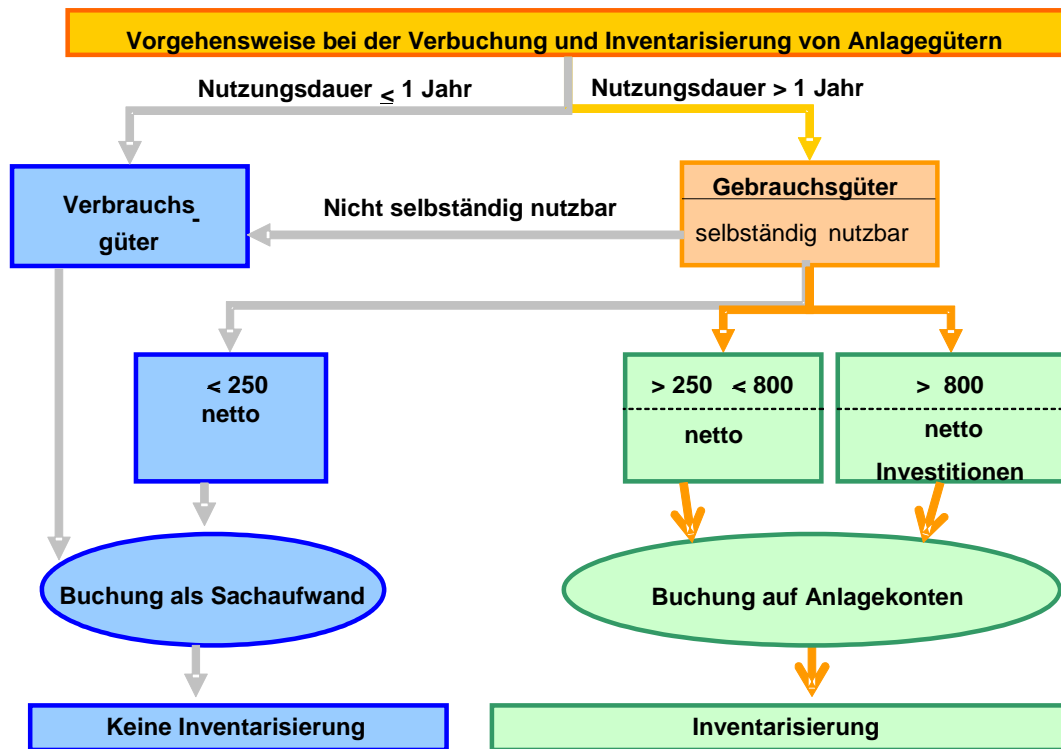 Vorgehensweise bei der Verbuchung und Inventarisierung von Anlagegütern
Nutzungsdauer ≤ 1 Jahr
Nutzungsdauer > 1 Jahr
Verbrauchs-
güter
Nicht selbständig nutzbar
Gebrauchsgüter
selbständig nutzbar
< 250
netto
> 250 < 800
netto
> 800
netto
Investitionen
Buchung als Sachaufwand
Buchung auf Anlagekonten
Keine Inventarisierung
Inventarisierung